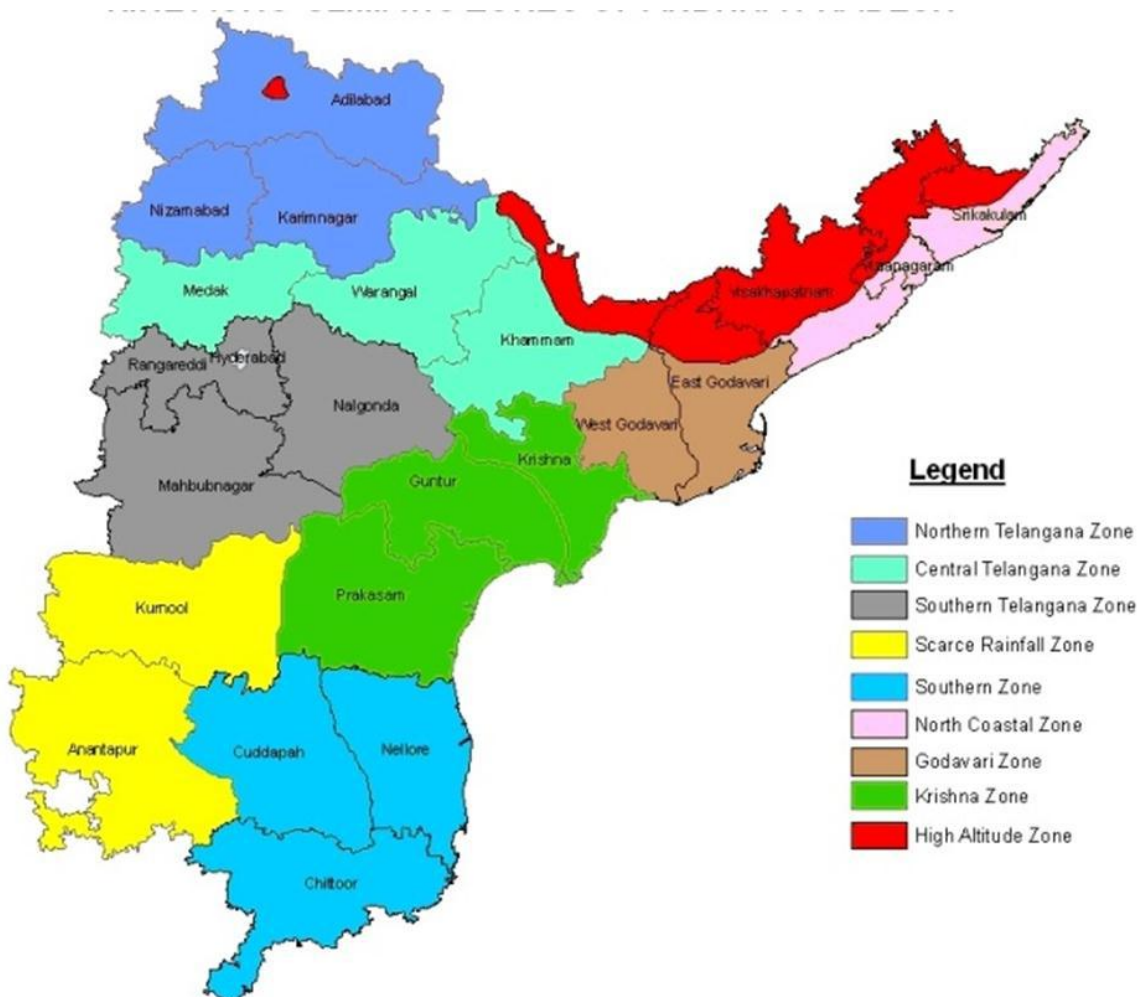 Adilabad
Nizamabad
Karimnagar
Medak
Warangal
Khammam
Srikakulam
Rangareddi
Hyderabad
Nalgonda
East Godavari
West Godavari
Mahbubnagar
Guntur
Krishna
Prakasam
Kurnool
Anantapur
Cuddapah
Nellore
Chittoor
Legend
Northern Telangana Zone
Central Telangana Zone
Southern Telangana Zone
Scarce Rainfall Zone
Southern Zone
North Coastal Zone
Godavari Zone
Krishna Zone
High Altitude Zone